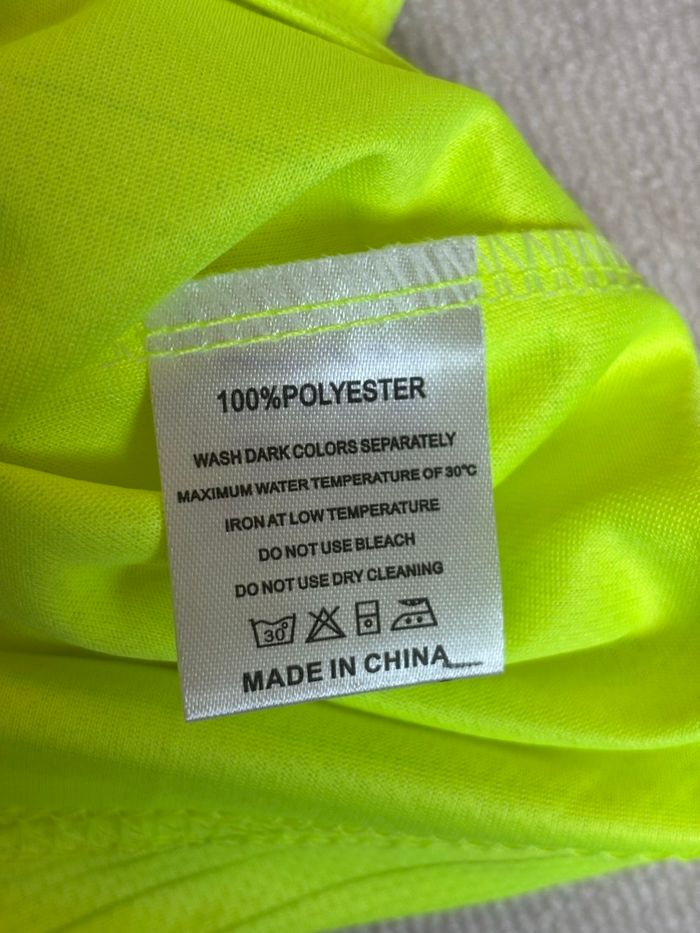 100%POLYESTER
WASH DARK COLORS SEPARATELY
MAXIMUM WATER TEMPERATURE OF 30°C
IRON AT LOW TEMPERATURE
DO NOT USE BLEACH
DO NOT USE DRY CLEANING
30°
MADE IN CHINA